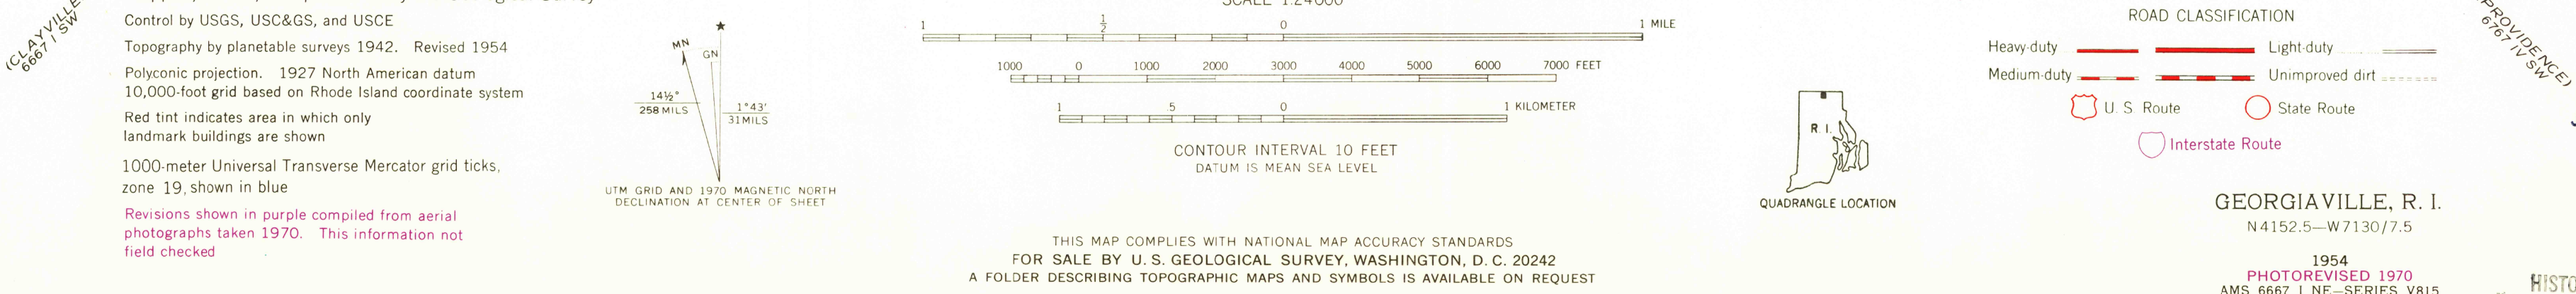 (CLAYVILLE)
6667 I SW
Control by USGS, USC&GS, and USCE
Topography by planetable surveys 1942. Revised 1954
Polyconic projection. 1927 North American datum
10,000-foot grid based on Rhode Island coordinate system
Red tint indicates area in which only
landmark buildings are shown
1000-meter Universal Transverse Mercator grid ticks,
zone 19, shown in blue
Revisions shown in purple compiled from aerial
photographs taken 1970. This information not
field checked
★
MN
GN
14½°
258 MILS
1°43′
31 MILS
UTM GRID AND 1970 MAGNETIC NORTH
DECLINATION AT CENTER OF SHEET
SCALE 1:24000
1 ½ 0 1 MILE
1000 0 1000 2000 3000 4000 5000 6000 7000 FEET
1 .5 0 1 KILOMETER
CONTOUR INTERVAL 10 FEET
DATUM IS MEAN SEA LEVEL
THIS MAP COMPLIES WITH NATIONAL MAP ACCURACY STANDARDS
FOR SALE BY U. S. GEOLOGICAL SURVEY, WASHINGTON, D. C. 20242
A FOLDER DESCRIBING TOPOGRAPHIC MAPS AND SYMBOLS IS AVAILABLE ON REQUEST
R. I.
QUADRANGLE LOCATION
ROAD CLASSIFICATION
Heavy-duty Light-duty
Medium-duty Unimproved dirt
U. S. Route State Route
Interstate Route
PROVIDENCE)
6767 IV SW
GEORGIAVILLE, R. I.
N4152.5—W7130/7.5
1954
PHOTOREVISED 1970
AMS 6667 I NE—SERIES V815
HISTO